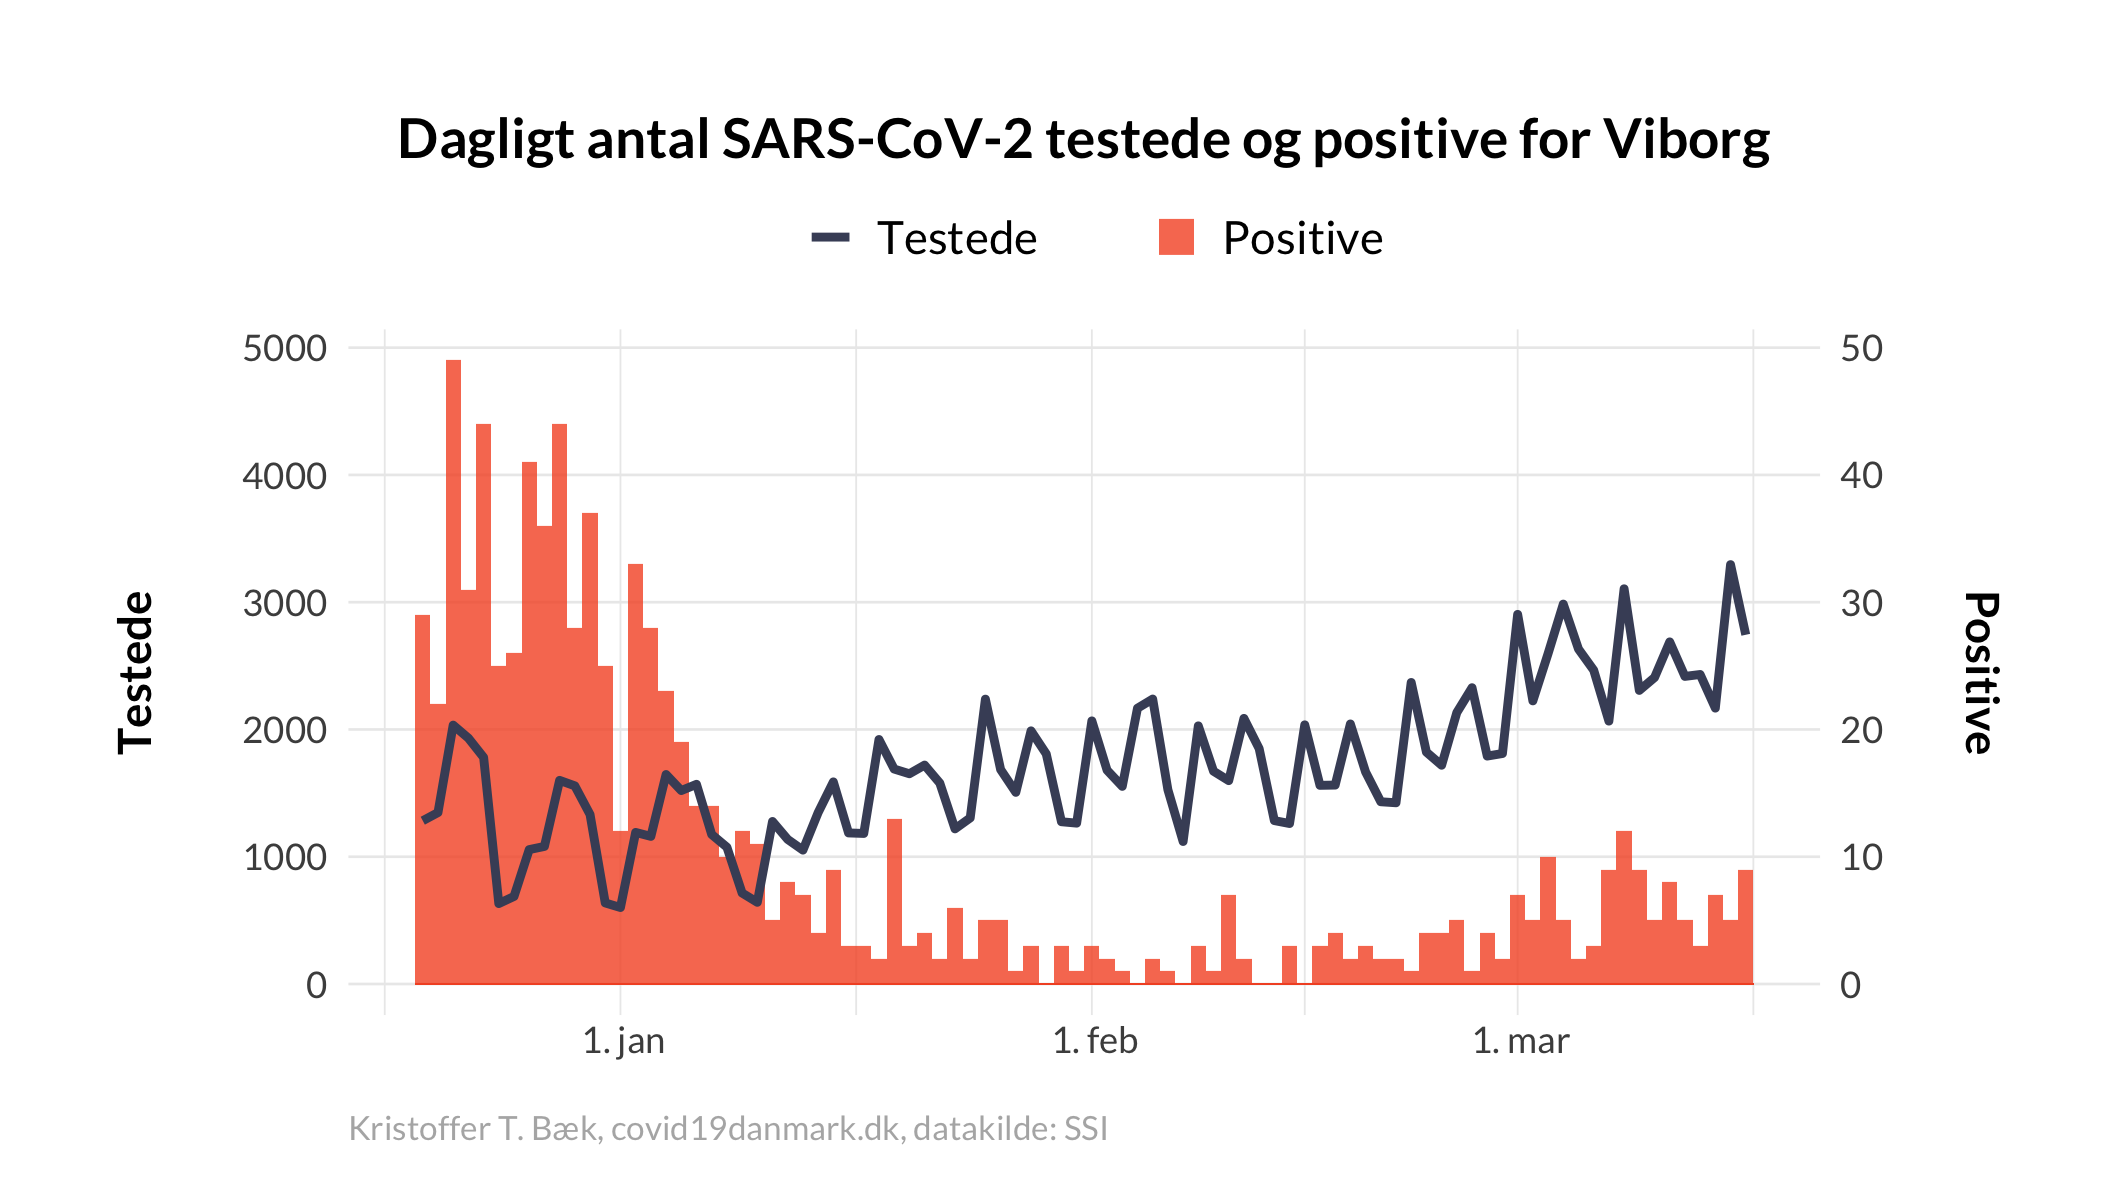 Dagligt antal SARS-CoV-2 testede og positive for Viborg
Testede
Positive
5000
4000
3000
2000
1000
0
Testede
50
40
30
20
10
0
Positive
1. jan
1. feb
1. mar
Kristoffer T. Bæk, covid19danmark.dk, datakilde: SSI